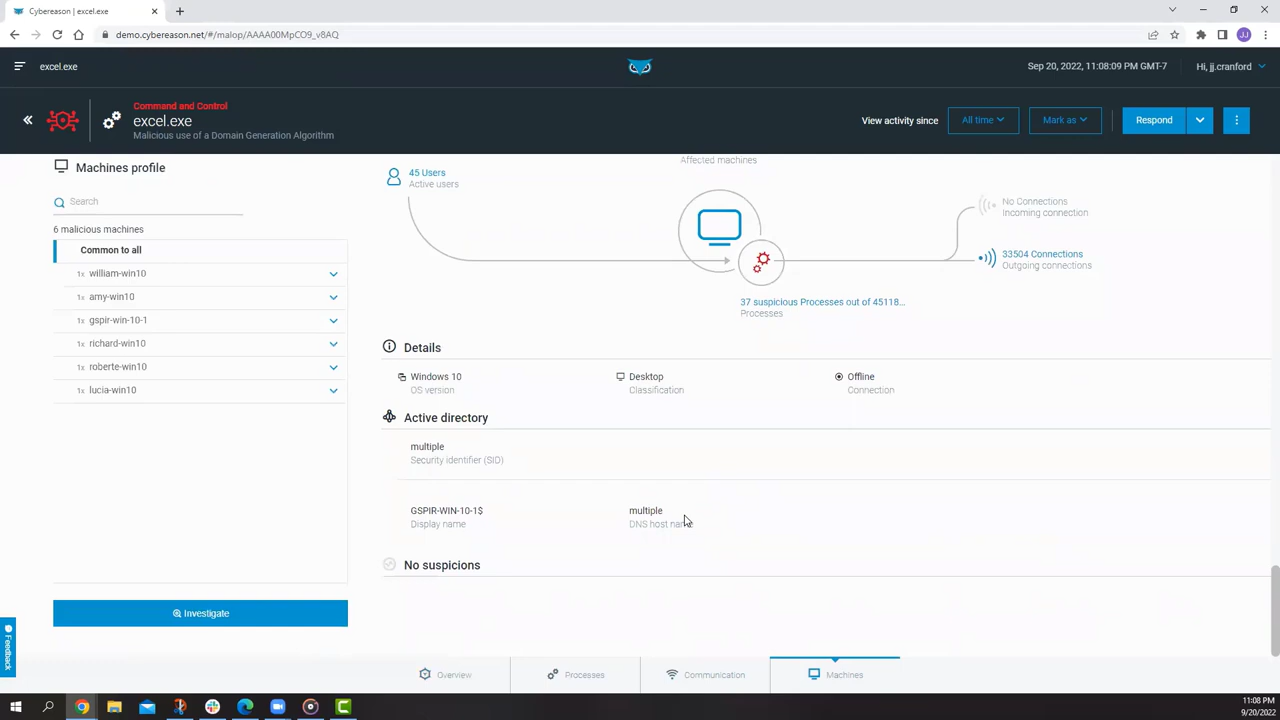 Cybereason | excel.exe
demo.cybereason.net/#/malop/AAAA00MpCO9_v8AQ
JJ
excel.exe
Sep 20, 2022, 11:08:09 PM GMT-7
Hi, jj.cranford
Command and Control
excel.exe
Malicious use of a Domain Generation Algorithm
View activity since
All time
Mark as
Respond
Machines profile
Search
6 malicious machines
Common to all
1x william-win10
1x amy-win10
1x gspir-win-10-1
1x richard-win10
1x roberte-win10
1x lucia-win10
Investigate
Affected machines
45 Users
Active users
No Connections
Incoming connection
33504 Connections
Outgoing connections
37 suspicious Processes out of 45118...
Processes
Details
Windows 10
OS version
Desktop
Classification
Offline
Connection
Active directory
multiple
Security identifier (SID)
GSPIR-WIN-10-1$
Display name
multiple
DNS host name
No suspicions
Feedback
Overview
Processes
Communication
Machines
11:08 PM
9/20/2022